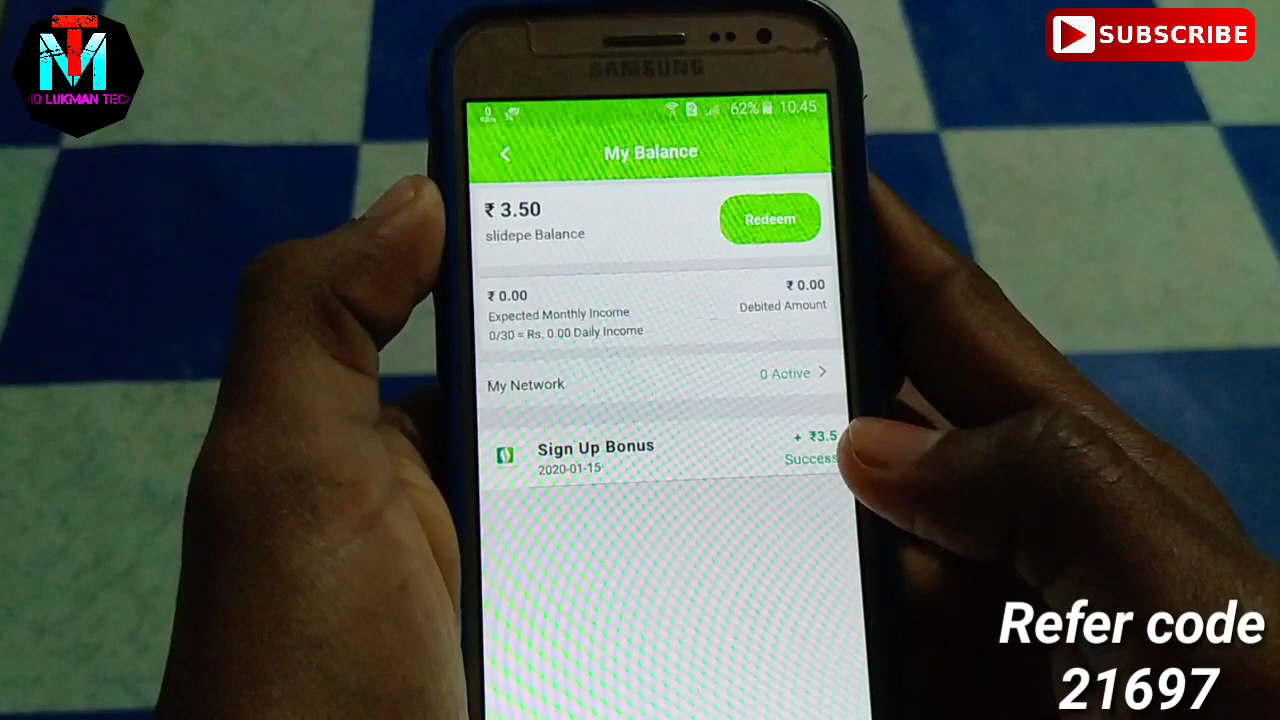 TM
MD LUKMAN TECH
SUBSCRIBE
SAMSUNG
0
62% 10.45
My Balance
₹ 3.50
slidepe Balance
Redeem
₹ 0.00
Expected Monthly Income
0/30 = Rs. 0.00 Daily Income
₹ 0.00
Debited Amount
My Network
0 Active
Sign Up Bonus
2020-01-15
+ ₹3.5
Success
Refer code
21697